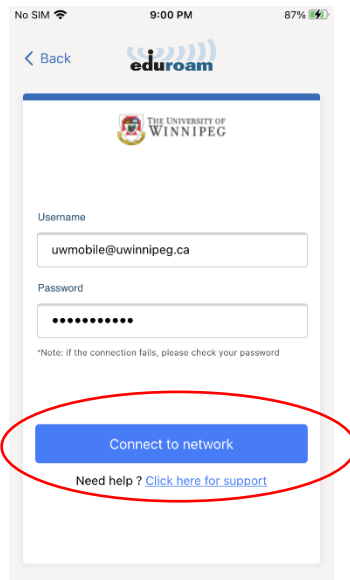 No SIM 9:00 PM 87%
Back
eduroam
THE UNIVERSITY OF
WINNIPEG
Username
uwmobile@uwinnipeg.ca
Password
•••••••••••
*Note: if the connection fails, please check your password
Connect to network
Need help ? Click here for support